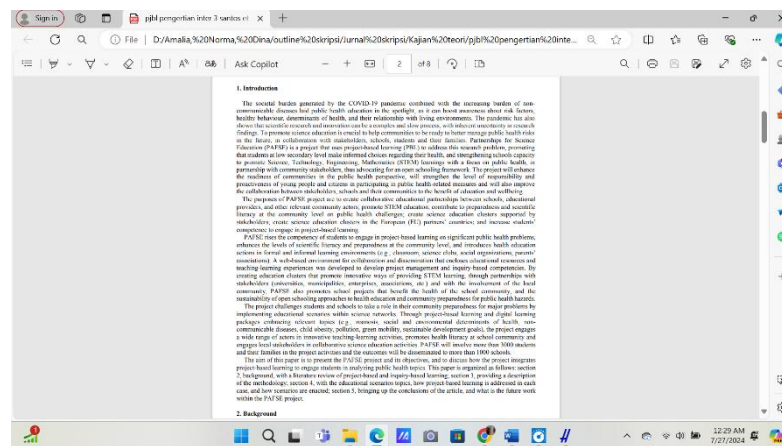 Sign in
pjbl pengertian inter 3 santos et
File
D:/Amalia,%20Norma,%20Dina/outline%20skripsi/Jurnal%20skripsi/Kajian%20teori/pjbl%20pengertian%20inte...
Ask Copilot
2 of 8
1. Introduction
The societal burden generated by the COVID-19 pandemic combined with the increasing burden of non-
communicable diseases laid public health education in the spotlight, as it can boost awareness about risk factors,
healthy behaviour, determinants of health, and their relationship with living environments. The pandemic has also
shown that scientific research and innovation can be a complex and slow process, with inherent uncertainty in research
findings. To promote science education is crucial to help communities to be ready to better manage public health risks
in the future, in collaboration with stakeholders, schools, students and their families. Partnerships for Science
Education (PAFSE) is a project that uses project-based learning (PBL) to address this research problem, promoting
that students at low secondary level make informed choices regarding their health, and strengthening schools capacity
to promote Science, Technology, Engineering, Mathematics (STEM) learnings with a focus on public health, in
partnership with community stakeholders, thus advocating for an open schooling framework. The project will enhance
the readiness of communities in the public health perspective, will strengthen the level of responsibility and
proactiveness of young people and citizens in participating in public health-related measures and will also improve
the collaboration between stakeholders, schools and their communities to the benefit of education and wellbeing.
The purposes of PAFSE project are to create collaborative educational partnerships between schools, educational
providers, and other relevant community actors; promote STEM education; contribute to preparedness and scientific
literacy at the community level on public health challenges; create science education clusters supported by
stakeholders; create science education clusters in the European (EU) partners' countries; and increase students'
competence to engage in project-based learning.
PAFSE rises the competency of students to engage in project-based learning on significant public health problems,
enhances the levels of scientific literacy and preparedness at the community level, and introduces health education
actions in formal and informal learning environments (e.g., classroom, science clubs, social organizations, parents'
associations). A web-based environment for collaboration and dissemination that encloses educational resources and
teaching-learning experiences was developed to develop project management and inquiry-based competencies. By
creating education clusters that promote innovative ways of providing STEM learning, through partnerships with
stakeholders (universities, municipalities, enterprises, associations, etc.) and with the involvement of the local
community, PAFSE also promotes school projects that benefit the health of the school community, and the
sustainability of open schooling approaches to health education and community preparedness for public health hazards.
The project challenges students and schools to take a role in their community preparedness for major problems by
implementing educational scenarios within science networks. Through project-based learning and digital learning
packages embracing relevant topics (e.g., zoonosis, social and environmental determinants of health, non-
communicable diseases, child obesity, pollution, green mobility, sustainable development goals), the project engages
a wide range of actors in innovative teaching-learning activities, promotes health literacy at school community and
engages local stakeholders in collaborative science education activities. PAFSE will involve more than 3000 students
and their families in the project activities and the outcomes will be disseminated to more than 1000 schools.
The aim of this paper is to present the PAFSE project and its objectives, and to discuss how the project integrates
project-based learning to engage students in analyzing public health topics. This paper is organized as follows: section
2, background, with a literature review of project-based and inquiry-based learning; section 3, providing a description
of the methodology; section 4, with the educational scenarios topics, how project-based learning is addressed in each
case, and how scenarios are enacted; section 5, bringing up the conclusions of the article, and what is the future work
within the PAFSE project.
2. Background
12:29 AM
7/27/2024